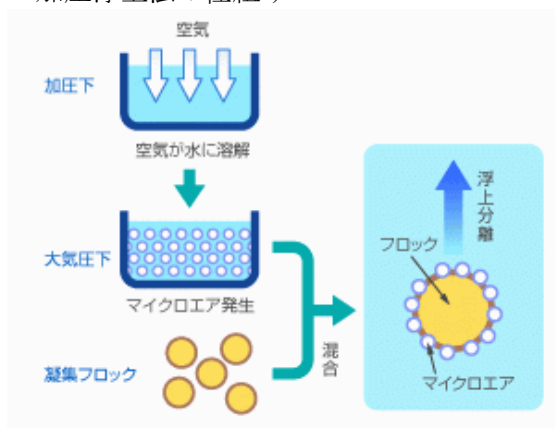 空気
加圧下
空気が水に溶解
大気圧下
マイクロエア発生
凝集フロック
混合
浮上分離
フロック
マイクロエア